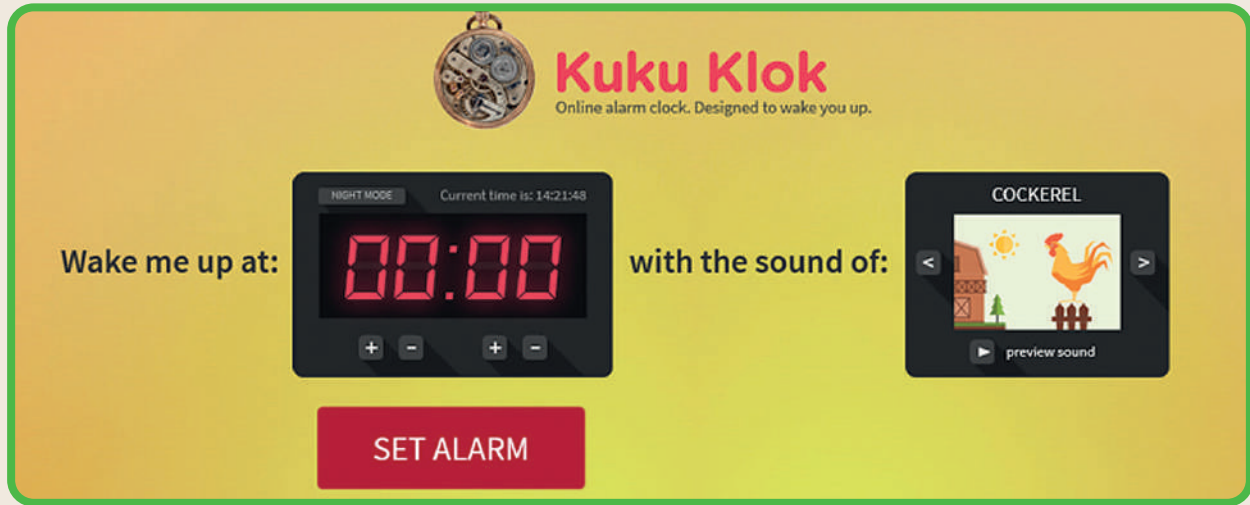 Kuku Klok
Online alarm clock. Designed to wake you up.
NIGHT MODE Current time is: 14:21:48
COCKEREL
Wake me up at: 00:00 with the sound of: < >
+ - + -
preview sound
SET ALARM